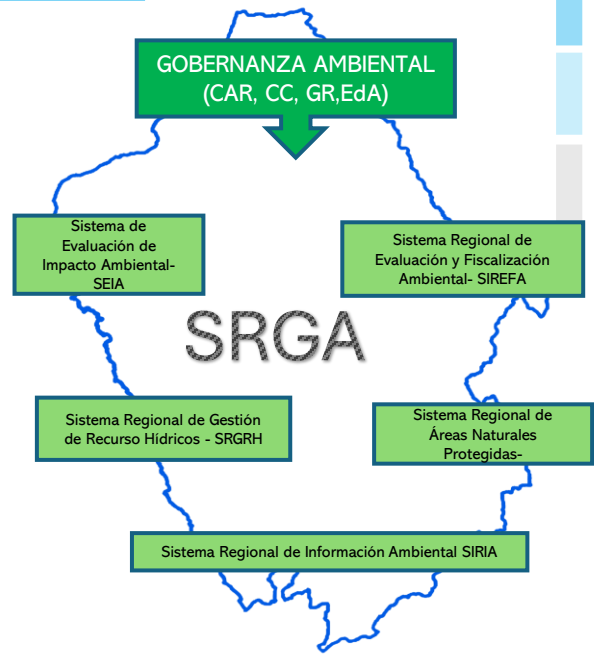 GOBERNANZA AMBIENTAL
(CAR, CC, GR,EdA)
Sistema de
Evaluación de
Impacto Ambiental-
SEIA
Sistema Regional de
Evaluación y Fiscalización
Ambiental- SIREFA
SRGA
Sistema Regional de Gestión
de Recurso Hídricos - SRGRH
Sistema Regional de
Áreas Naturales
Protegidas-
Sistema Regional de Información Ambiental SIRIA